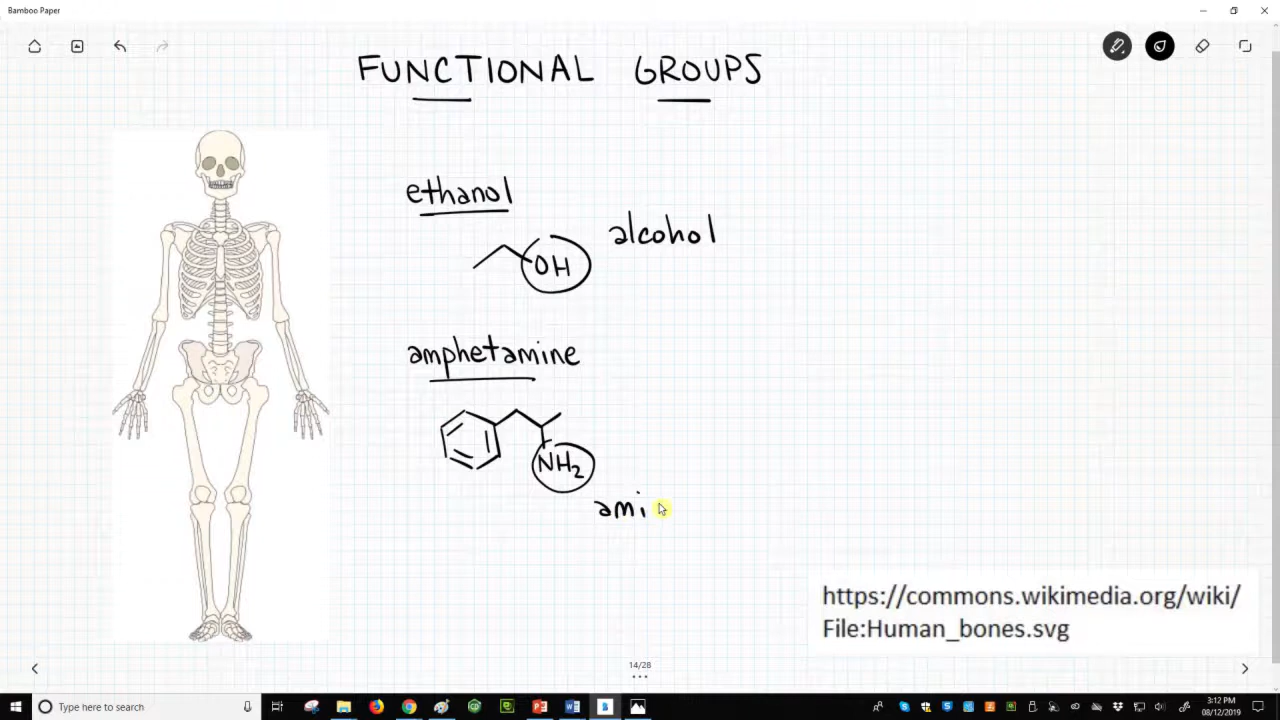 Bamboo Paper
FUNCTIONAL GROUPS
ethanol
alcohol
OH
amphetamine
NH2
ami
https://commons.wikimedia.org/wiki/
File:Human_bones.svg
14/28
Type here to search
3:12 PM
08/12/2019